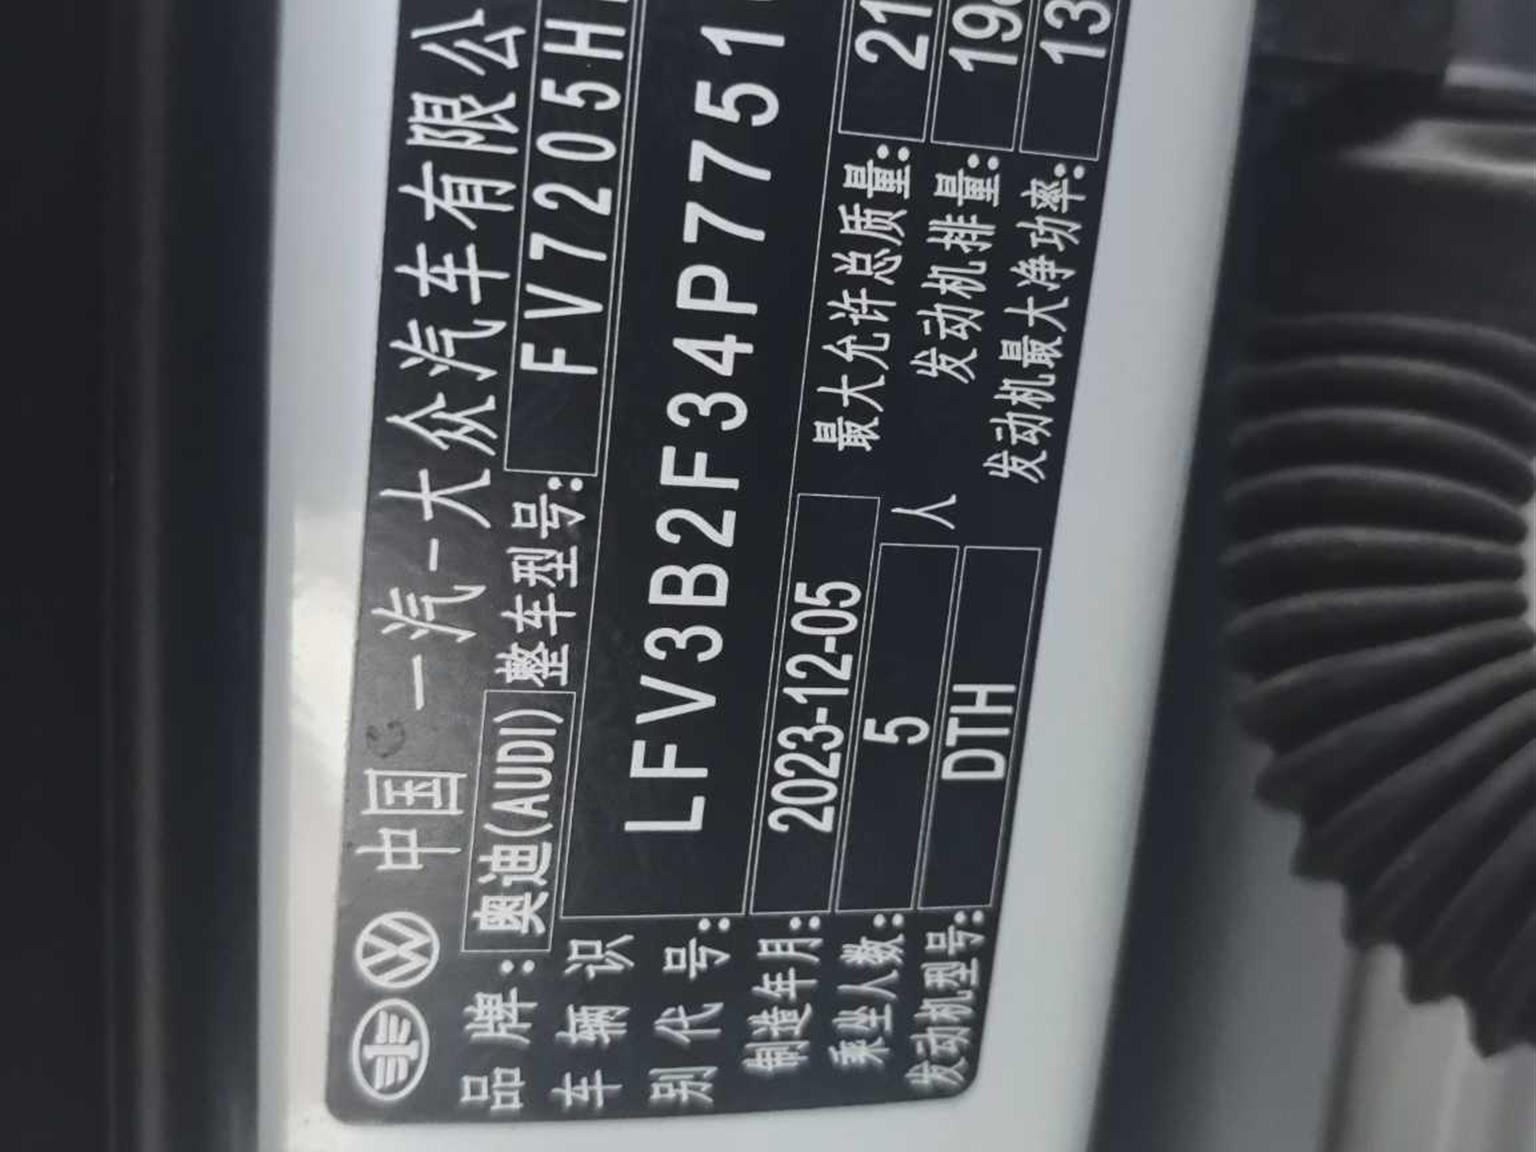 中国 一汽-大众汽车有限公
品牌: 奥迪(AUDI) 整车型号: FV7205H
车辆识别代号: LFV3B2F34P7751
制造年月: 2023-12-05 最大允许总质量: 21
乘坐人数: 5 人 发动机排量: 198
发动机型号: DTH 发动机最大净功率: 13